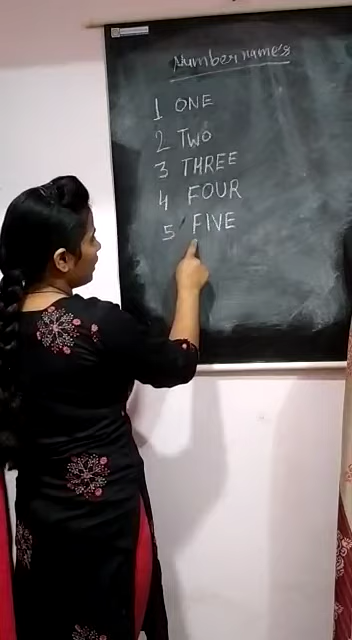 Number names
1 ONE
2 TWO
3 THREE
4 FOUR
5 FIVE